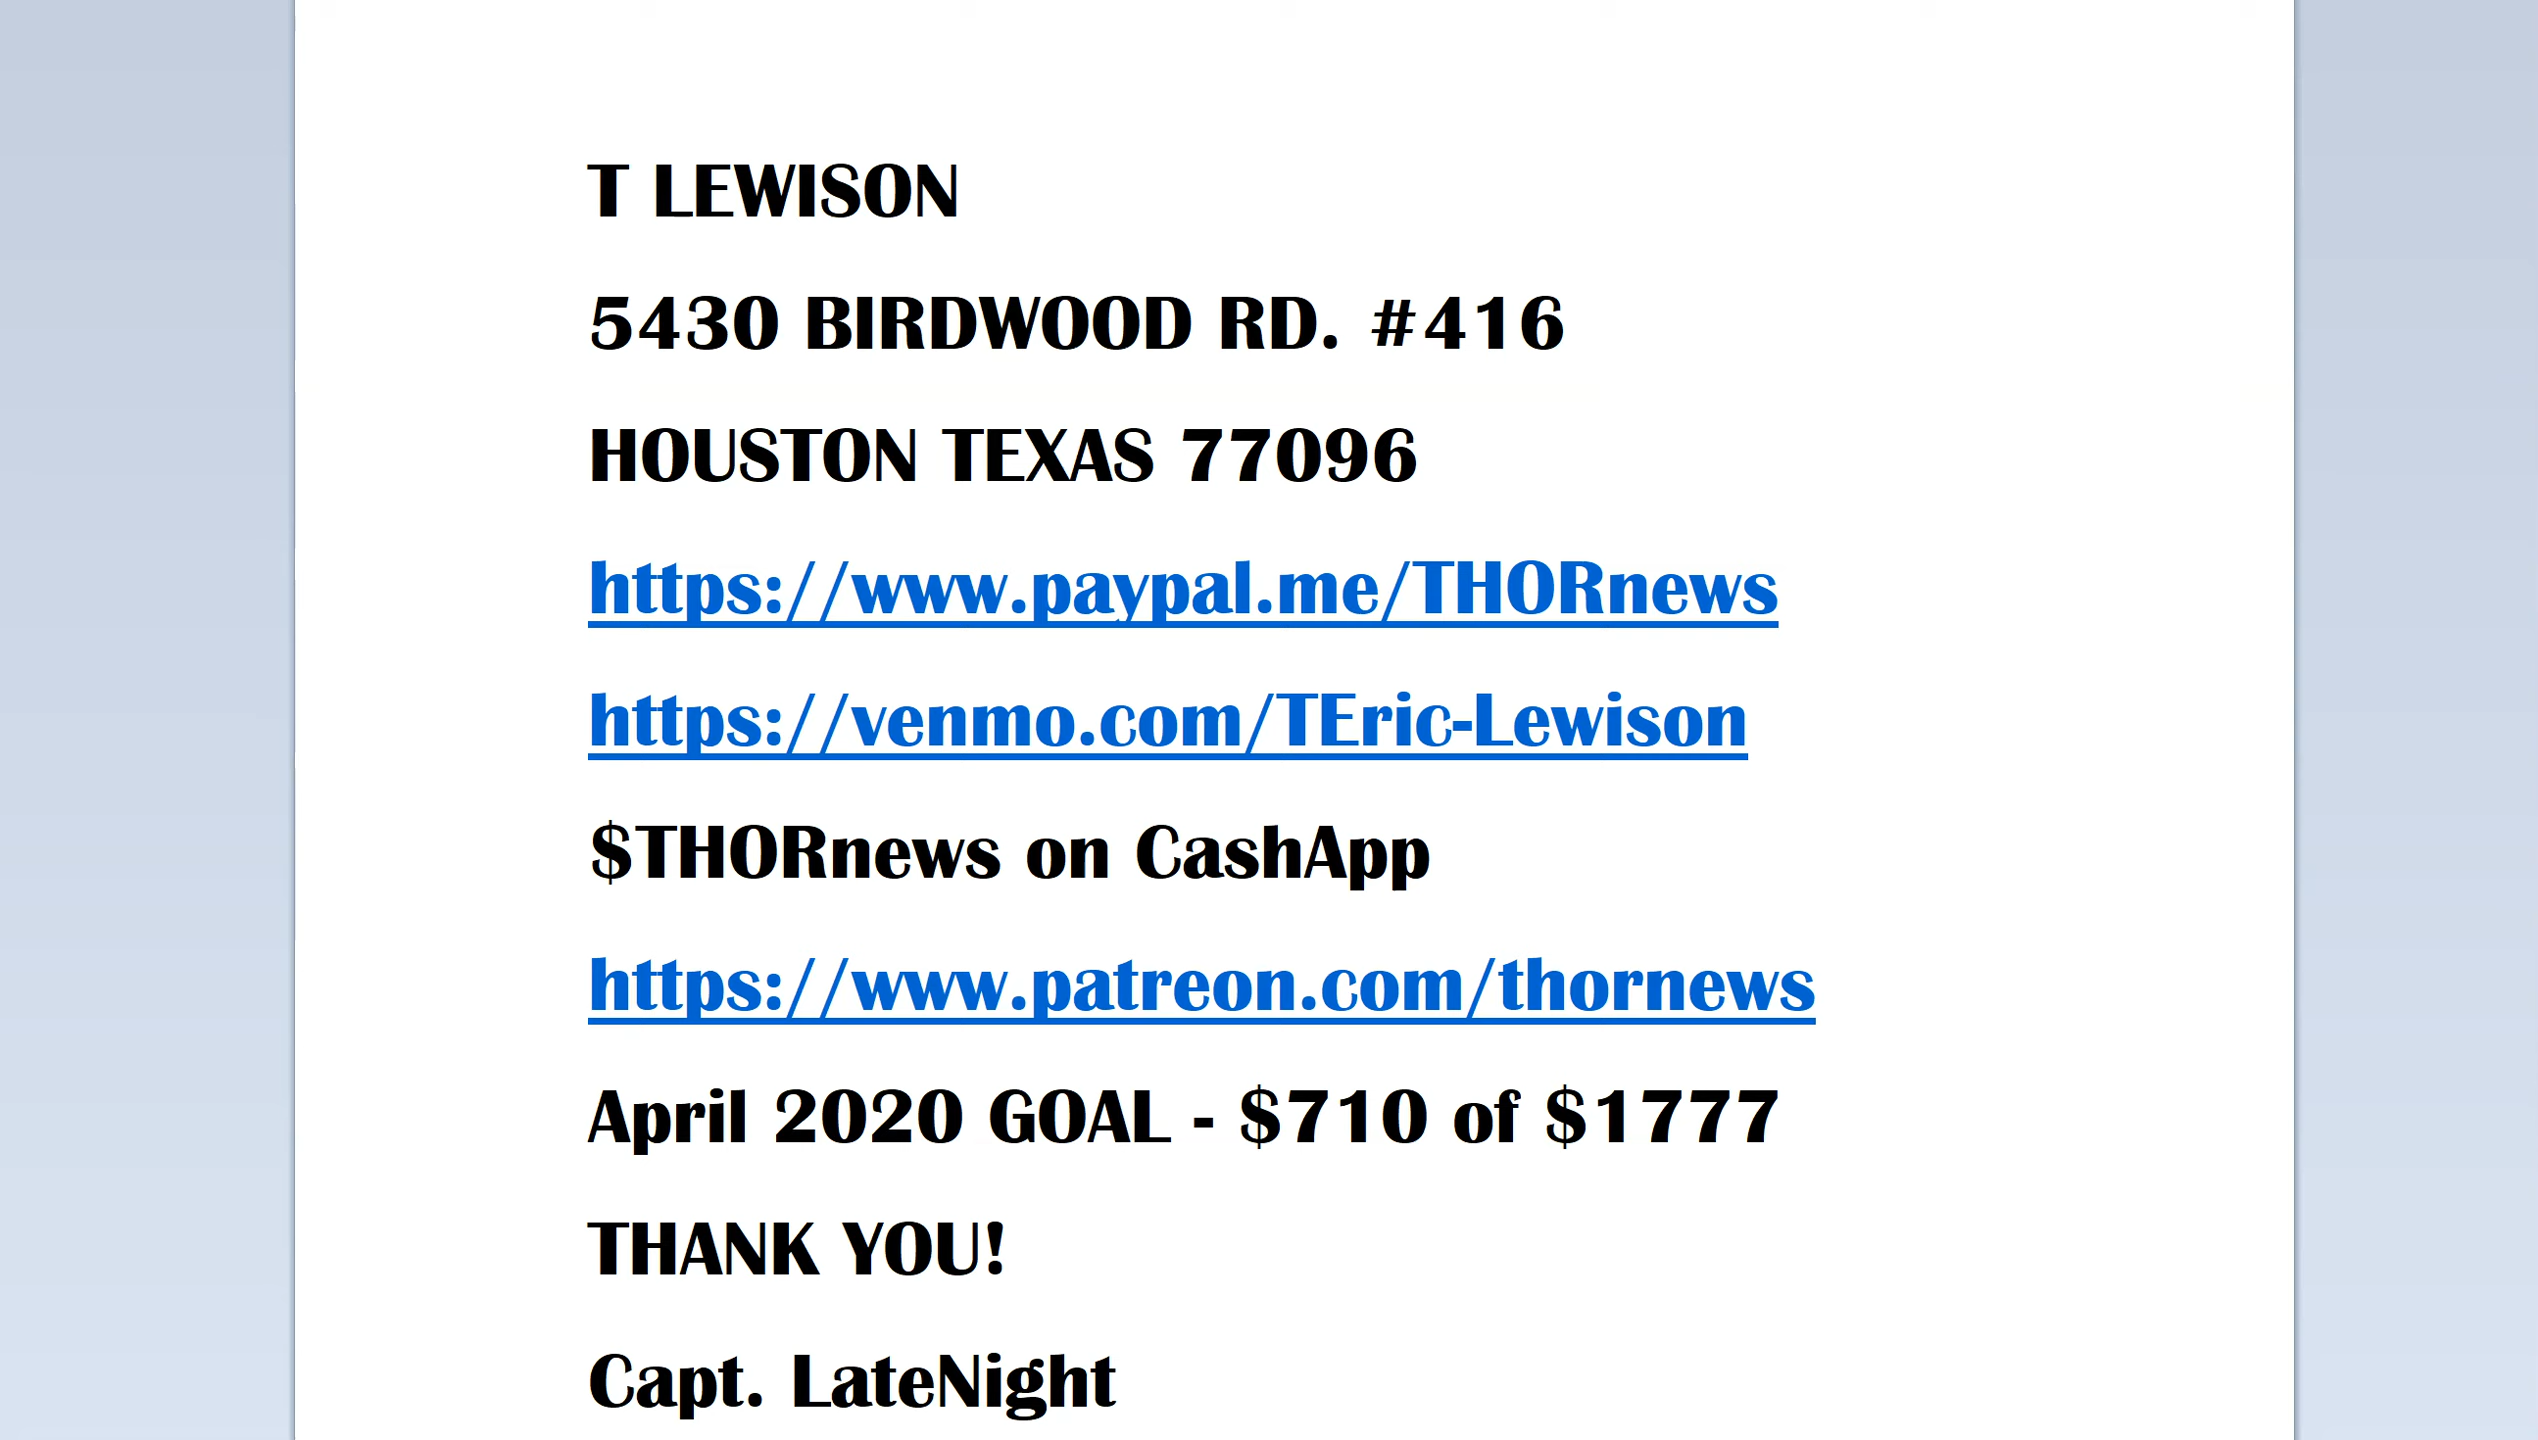 T LEWISON
5430 BIRDWOOD RD. #416
HOUSTON TEXAS 77096
https://www.paypal.me/THORnews
https://venmo.com/TEric-Lewison
$THORnews on CashApp
https://www.patreon.com/thornews
April 2020 GOAL - $710 of $1777
THANK YOU!
Capt. LateNight